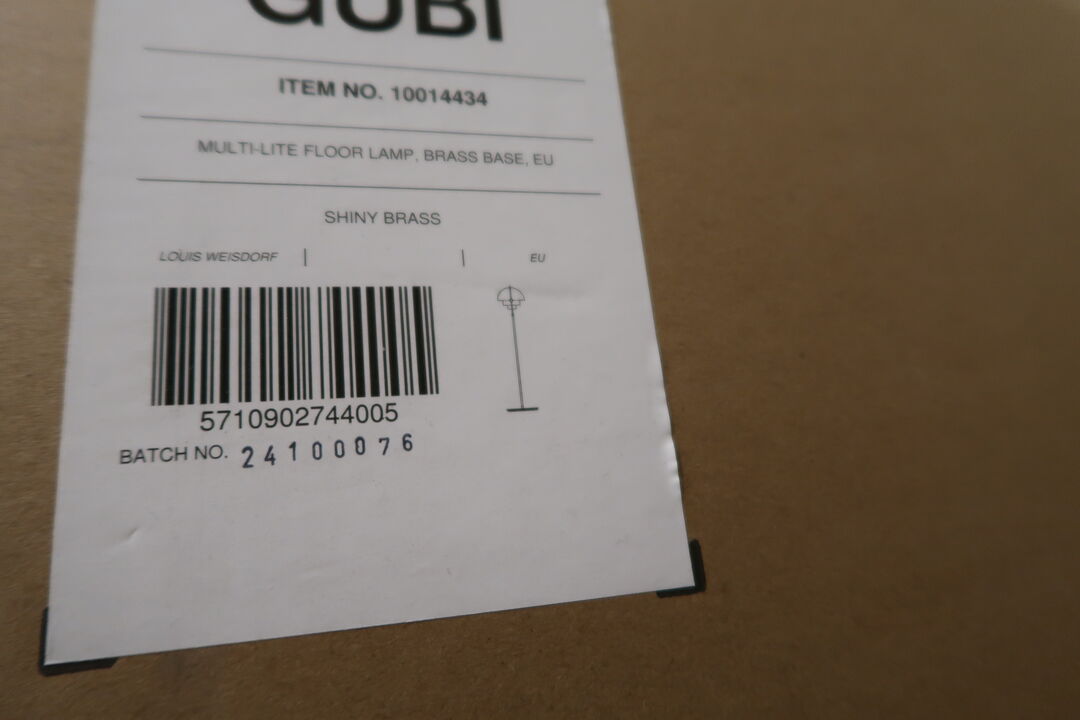 GUBI
ITEM NO. 10014434
MULTI-LITE FLOOR LAMP, BRASS BASE, EU
SHINY BRASS
LOUIS WEISDORF | | EU
5710902744005
BATCH NO. 24100076